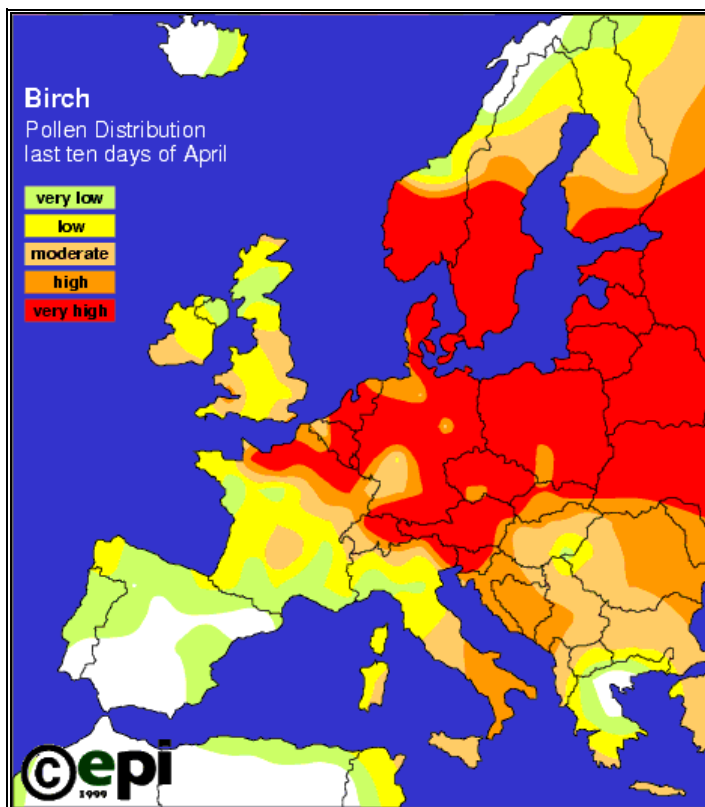 Birch
Pollen Distribution
last ten days of April
very low
low
moderate
high
very high
©epi
1999